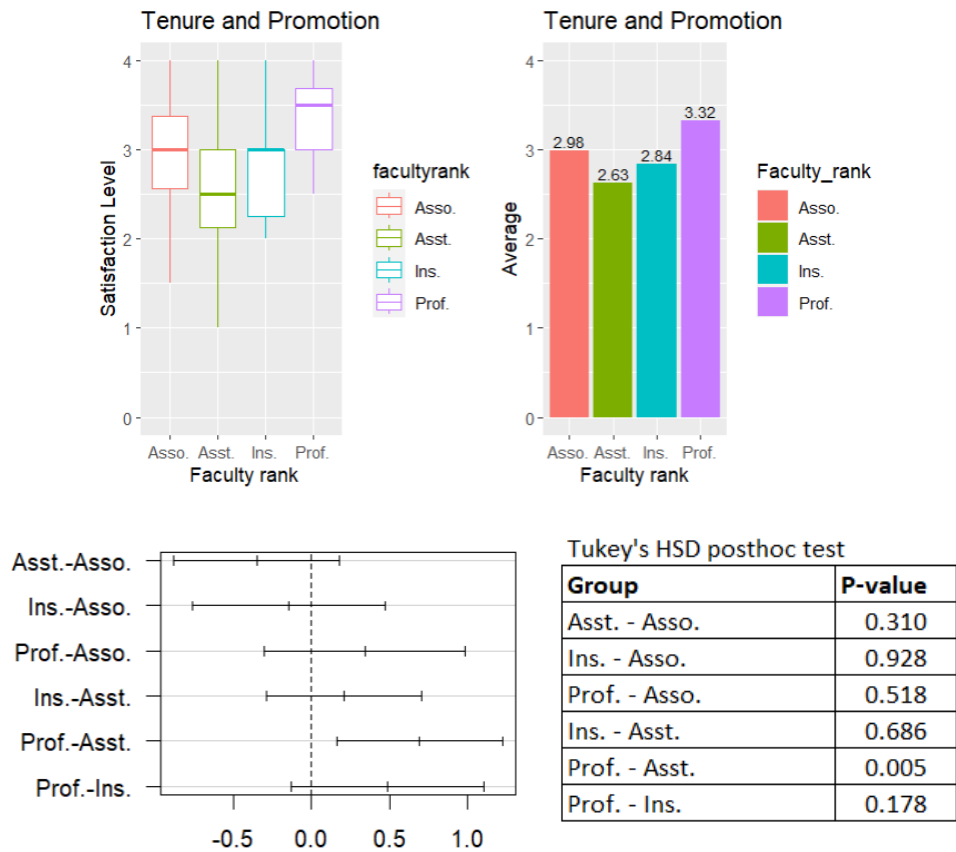 Tenure and Promotion
4
3
2
1
0
Satisfaction Level
Asso. Asst. Ins. Prof.
Faculty rank
facultyrank
Asso.
Asst.
Ins.
Prof.
Tenure and Promotion
4
3
2
1
0
Average
2.98
2.63
2.84
3.32
Asso. Asst. Ins. Prof.
Faculty rank
Faculty_rank
Asso.
Asst.
Ins.
Prof.
Asst.-Asso.
Ins.-Asso.
Prof.-Asso.
Ins.-Asst.
Prof.-Asst.
Prof.-Ins.
-0.5 0.0 0.5 1.0
Tukey's HSD posthoc test
Group P-value
Asst. - Asso. 0.310
Ins. - Asso. 0.928
Prof. - Asso. 0.518
Ins. - Asst. 0.686
Prof. - Asst. 0.005
Prof. - Ins. 0.178